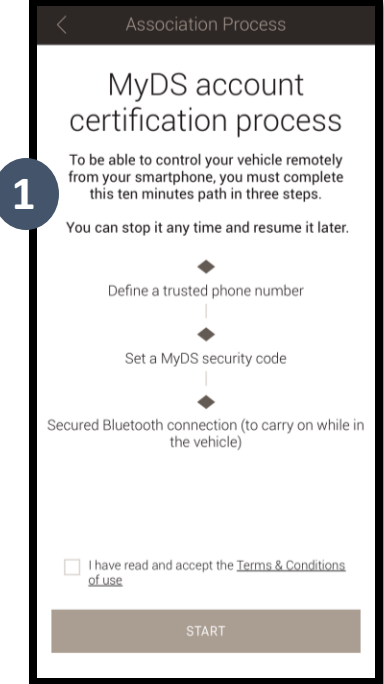 Association Process
MyDS account
certification process
1
To be able to control your vehicle remotely
from your smartphone, you must complete
this ten minutes path in three steps.
You can stop it any time and resume it later.
Define a trusted phone number
Set a MyDS security code
Secured Bluetooth connection (to carry on while in
the vehicle)
I have read and accept the Terms & Conditions
of use
START